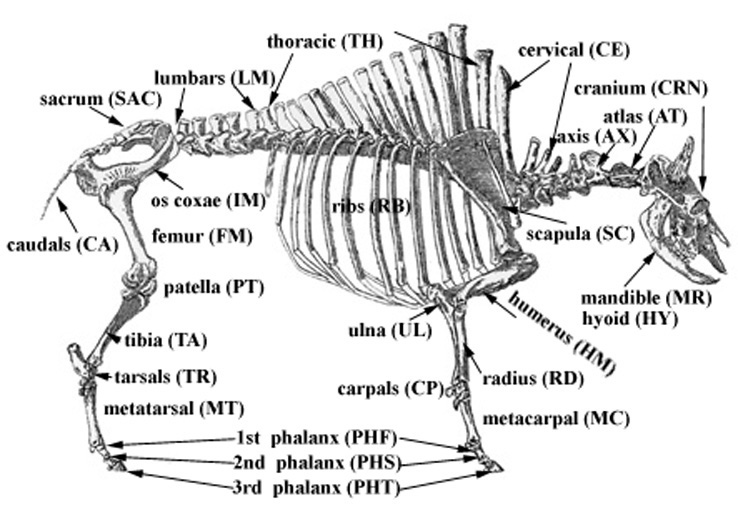 thoracic (TH)
cervical (CE)
lumbars (LM)
cranium (CRN)
sacrum (SAC)
atlas (AT)
axis (AX)
os coxae (IM)
ribs (RB)
caudals (CA)
femur (FM)
scapula (SC)
patella (PT)
mandible (MR)
hyoid (HY)
humerus (HM)
ulna (UL)
tibia (TA)
tarsals (TR)
carpals (CP)
radius (RD)
metatarsal (MT)
metacarpal (MC)
1st phalanx (PHF)
2nd phalanx (PHS)
3rd phalanx (PHT)